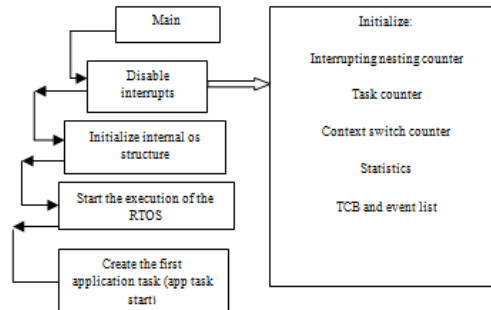 Main
Disable
interrupts
Initialize internal os
structure
Start the execution of the
RTOS
Create the first
application task (app task
start)
Initialize:
Interrupting nesting counter
Task counter
Context switch counter
Statistics
TCB and event list